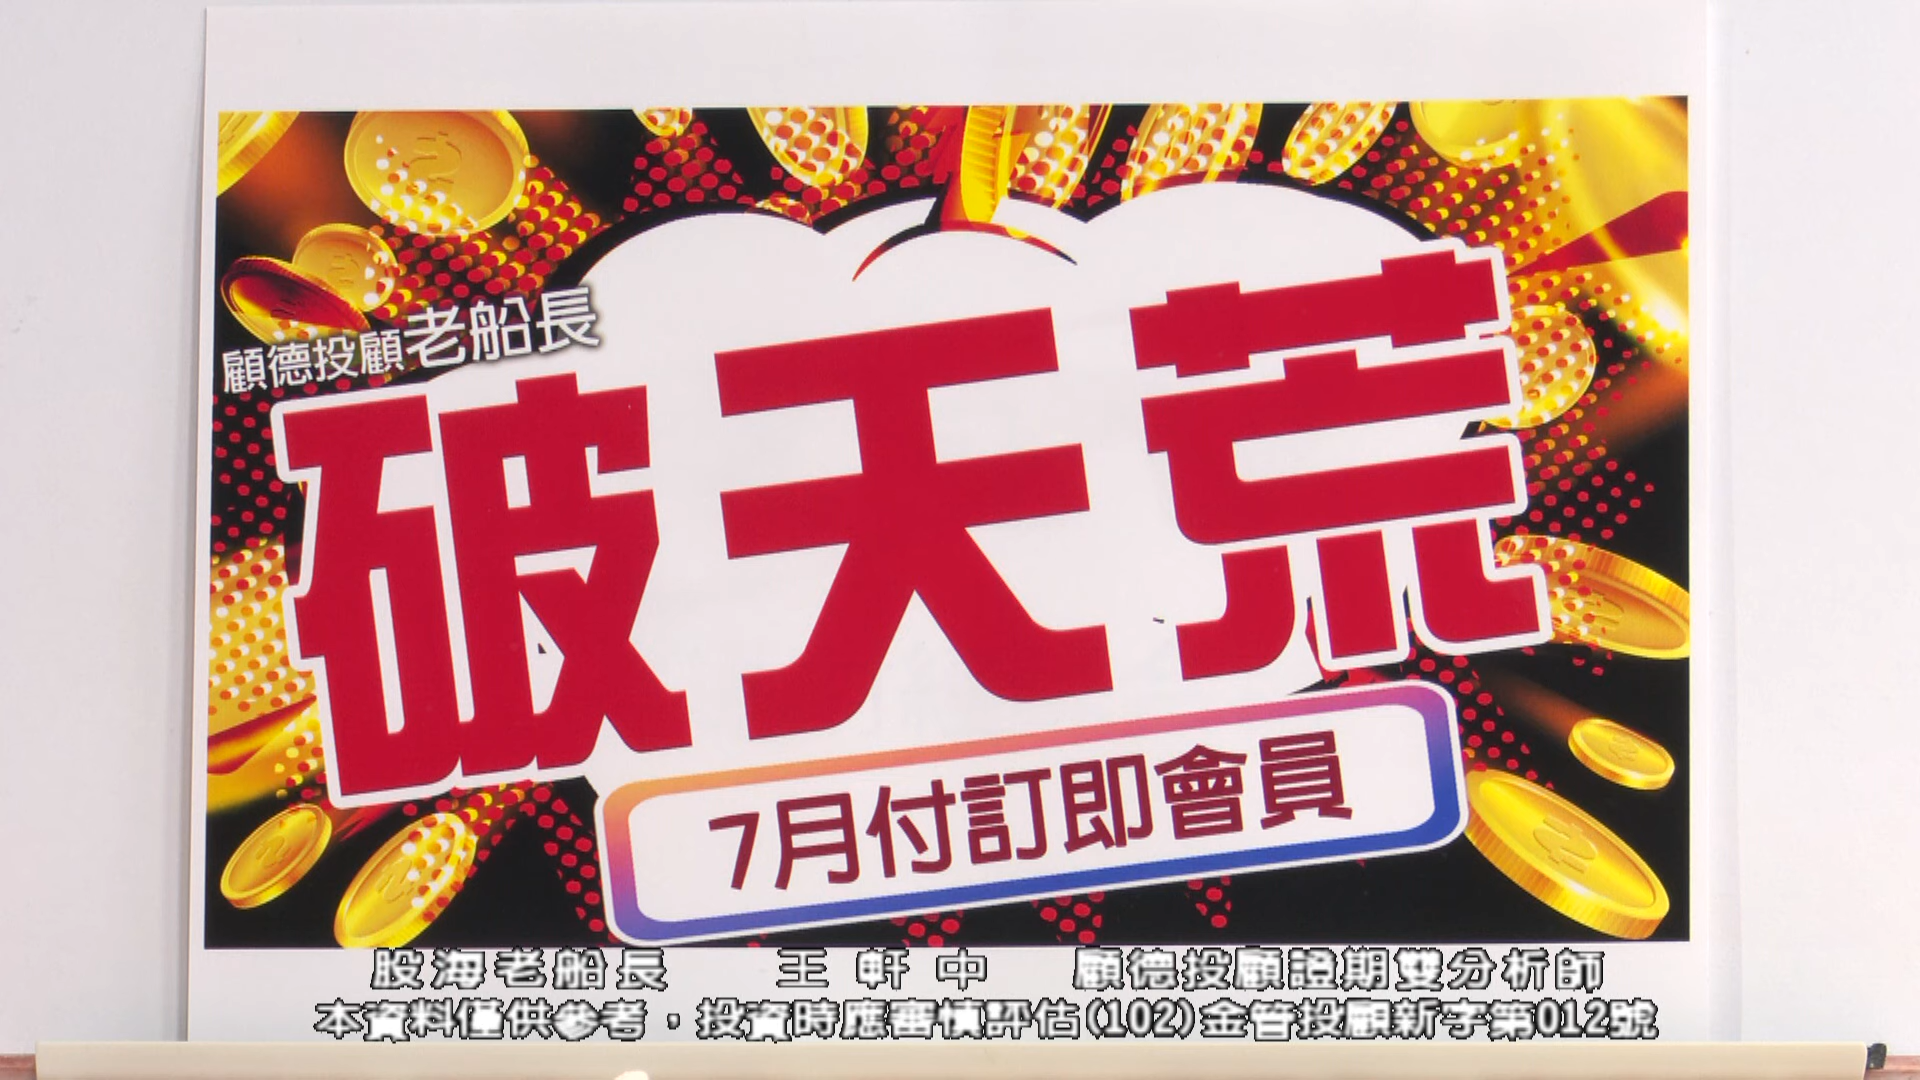 顧德投顧老船長
破天荒
7月付訂即會員
股海老船長 王軒中 顧德投顧證期雙分析師
本資料僅供參考，投資時應審慎評估(102)金管投顧新字第012號